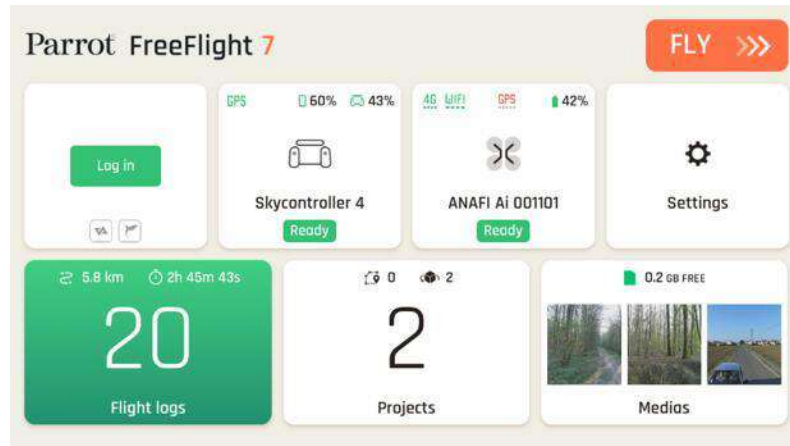 Parrot FreeFlight 7
FLY
GPS 60% 43%
4G WIFI GPS 42%
Log in
Skycontroller 4
Ready
ANAFI Ai 001101
Ready
Settings
5.8 km 2h 45m 43s
20
Flight logs
0 2
2
Projects
0.2 GB FREE
Medias